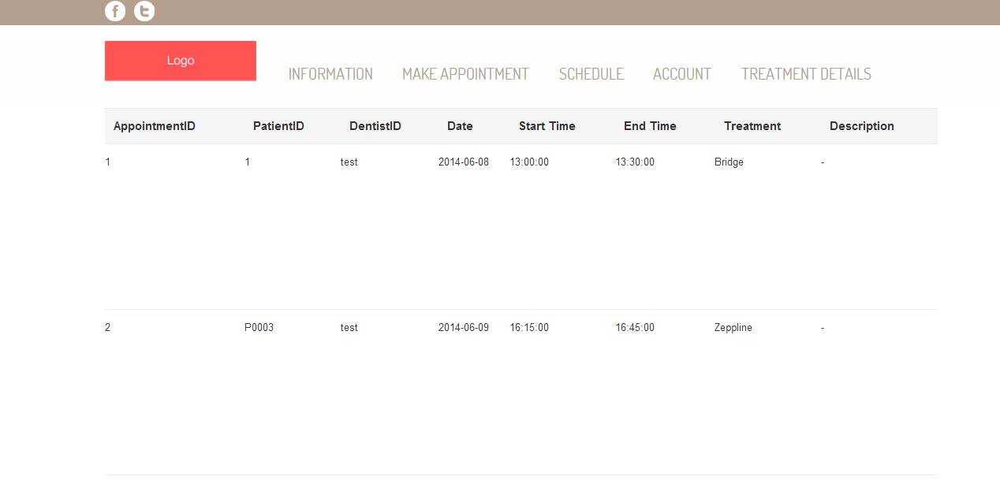 Logo
INFORMATION MAKE APPOINTMENT SCHEDULE ACCOUNT TREATMENT DETAILS
AppointmentID PatientID DentistID Date Start Time End Time Treatment Description
1 1 test 2014-06-08 13:00:00 13:30:00 Bridge -
2 P0003 test 2014-06-09 16:15:00 16:45:00 Zeppline -